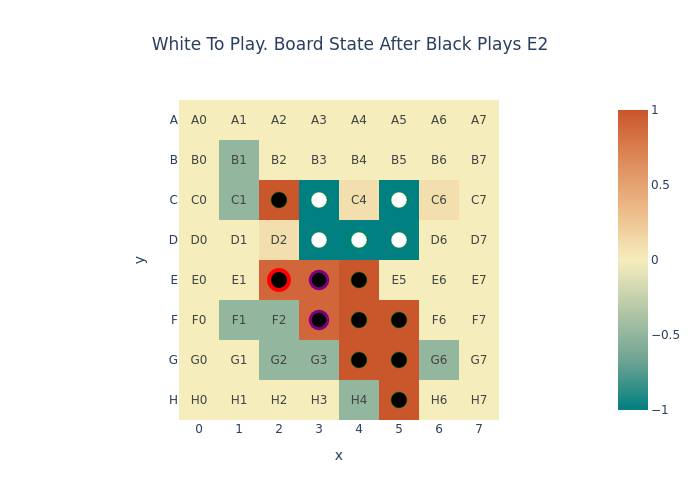 White To Play. Board State After Black Plays E2
A A0 A1 A2 A3 A4 A5 A6 A7
B B0 B1 B2 B3 B4 B5 B6 B7
C C0 C1 C4 C6 C7
D D0 D1 D2 D6 D7
E E0 E1 E5 E6 E7
F F0 F1 F2 F6 F7
G G0 G1 G2 G3 G6 G7
H H0 H1 H2 H3 H4 H6 H7
0 1 2 3 4 5 6 7
x
y
1
0.5
0
−0.5
−1